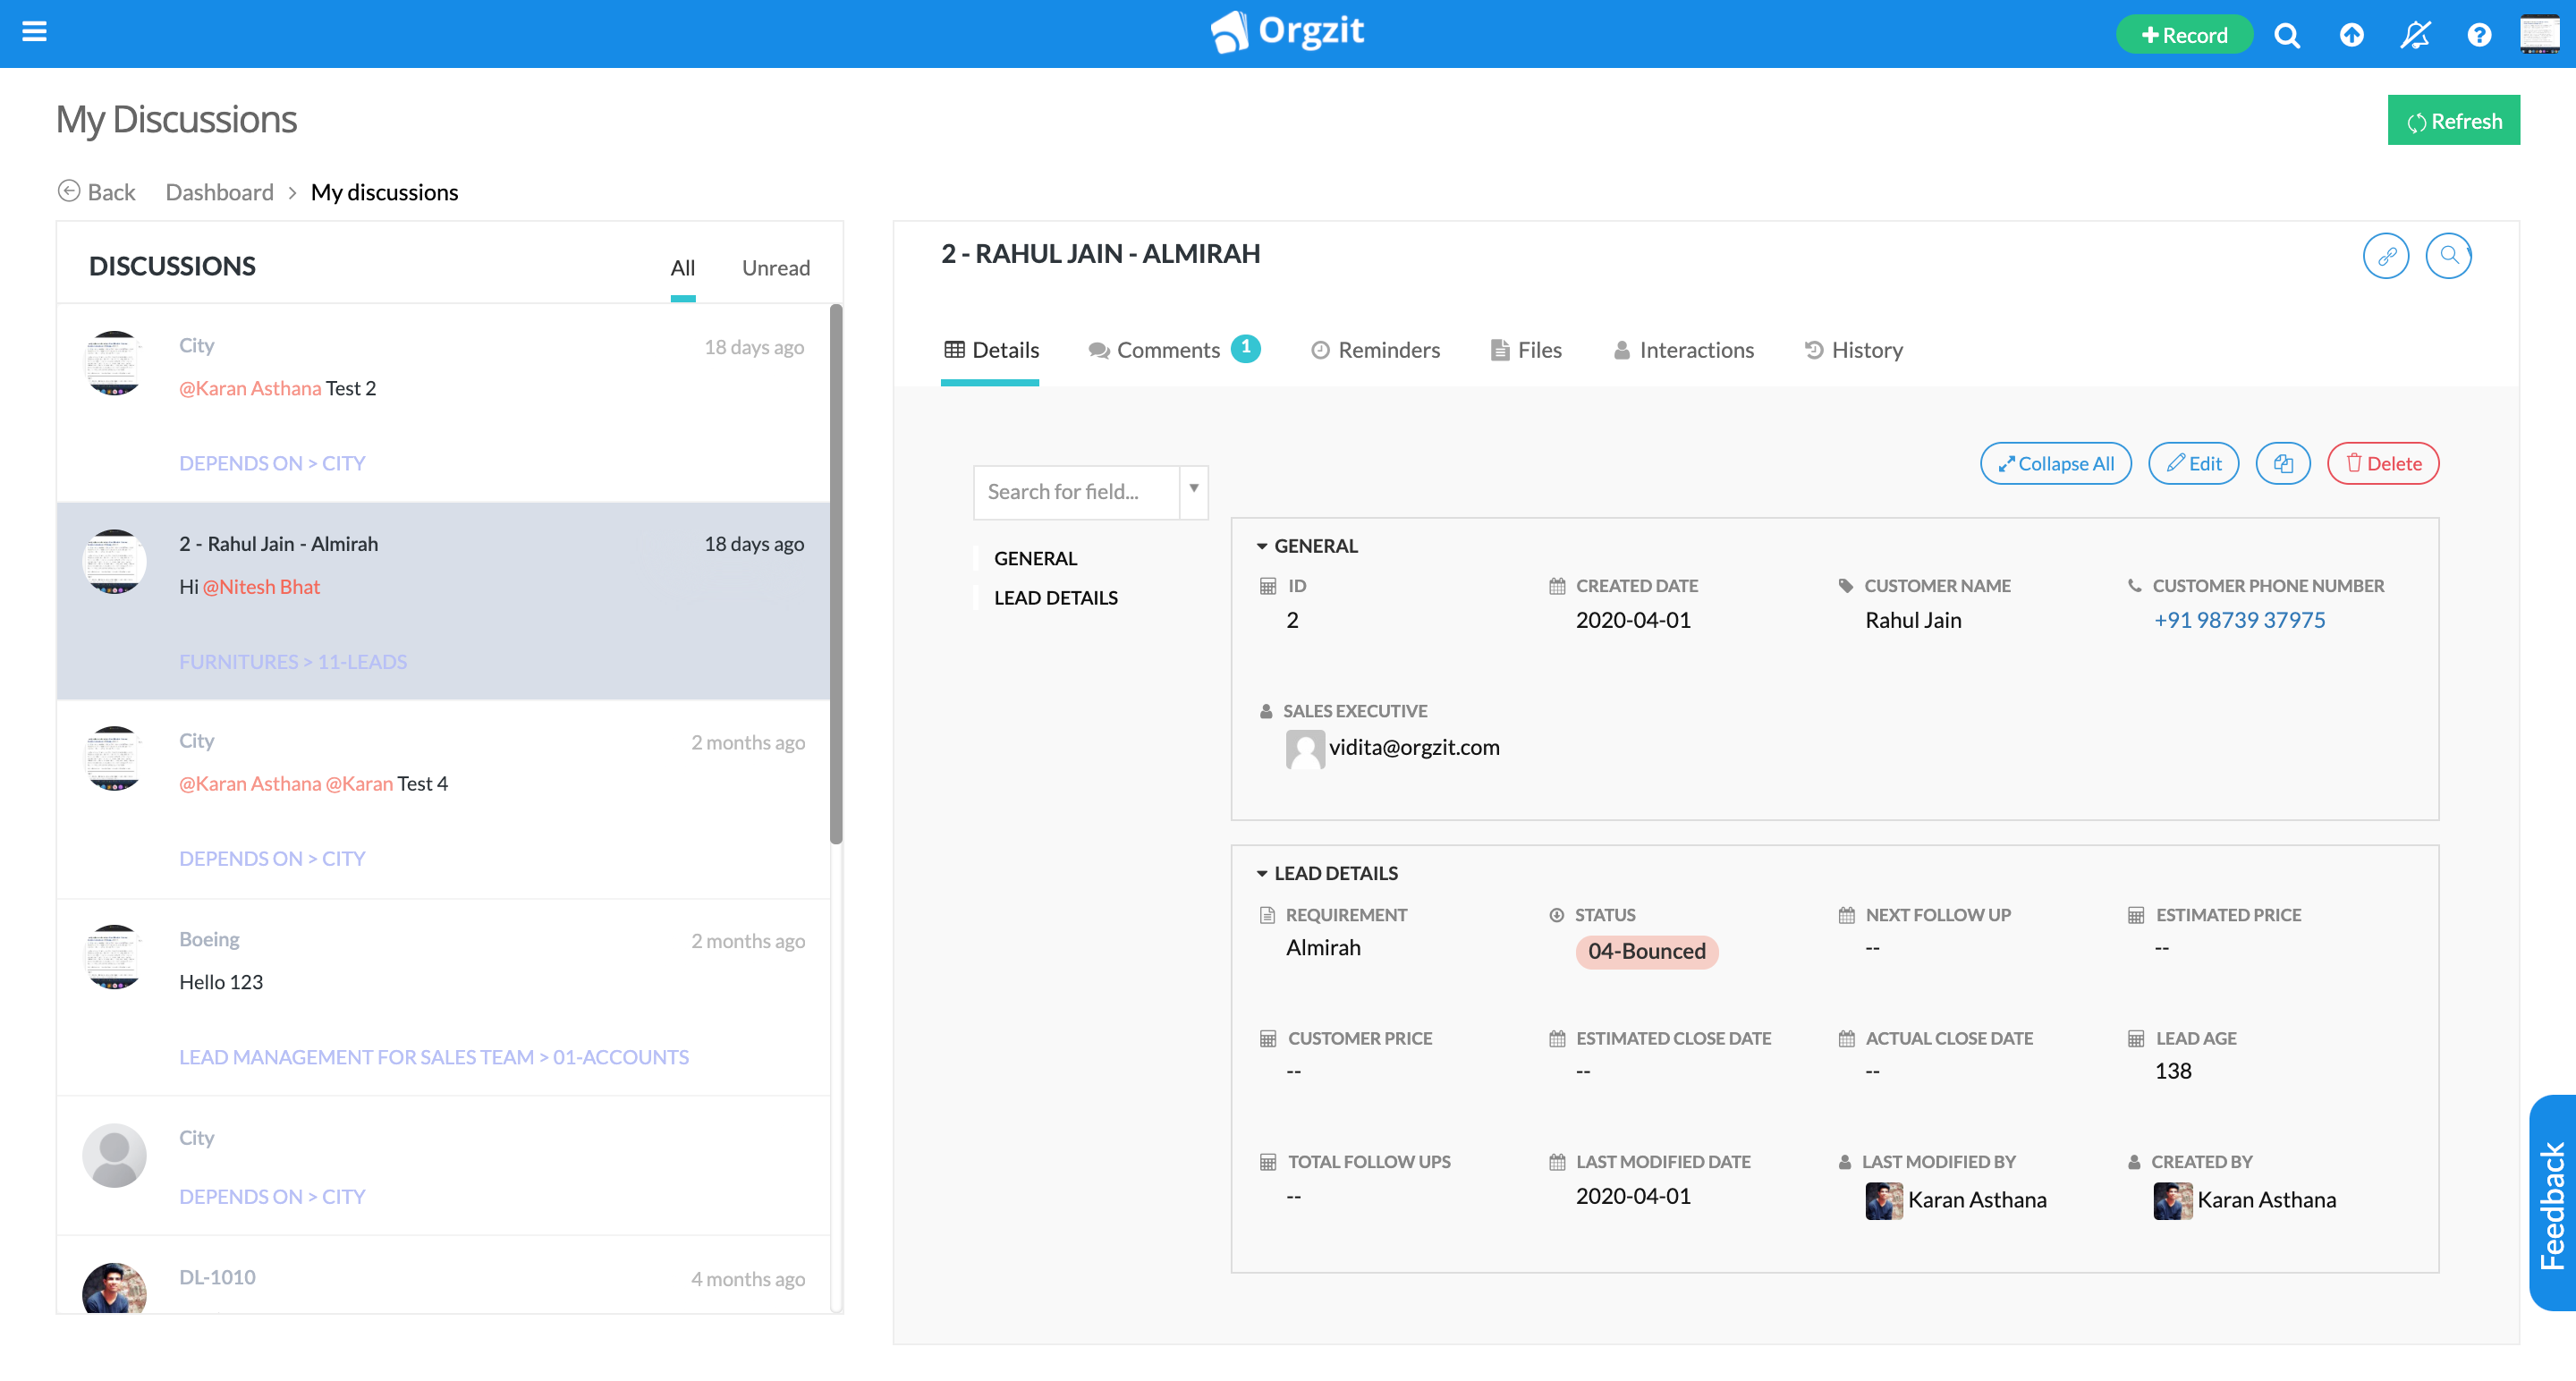 Orgzit
Record
My Discussions
Refresh
Back Dashboard > My discussions
DISCUSSIONS All Unread
City 18 days ago
@Karan Asthana Test 2
DEPENDS ON > CITY
2 - Rahul Jain - Almirah 18 days ago
Hi @Nitesh Bhat
FURNITURES > 11-LEADS
City 2 months ago
@Karan Asthana @Karan Test 4
DEPENDS ON > CITY
Boeing 2 months ago
Hello 123
LEAD MANAGEMENT FOR SALES TEAM > 01-ACCOUNTS
City
DEPENDS ON > CITY
DL-1010 4 months ago
2 - RAHUL JAIN - ALMIRAH
Details Comments 1 Reminders Files Interactions History
Collapse All Edit Delete
Search for field...
GENERAL
LEAD DETAILS
GENERAL
ID CREATED DATE CUSTOMER NAME CUSTOMER PHONE NUMBER
2 2020-04-01 Rahul Jain +91 98739 37975
SALES EXECUTIVE
vidita@orgzit.com
LEAD DETAILS
REQUIREMENT STATUS NEXT FOLLOW UP ESTIMATED PRICE
Almirah 04-Bounced -- --
CUSTOMER PRICE ESTIMATED CLOSE DATE ACTUAL CLOSE DATE LEAD AGE
-- -- -- 138
TOTAL FOLLOW UPS LAST MODIFIED DATE LAST MODIFIED BY CREATED BY
-- 2020-04-01 Karan Asthana Karan Asthana
Feedback